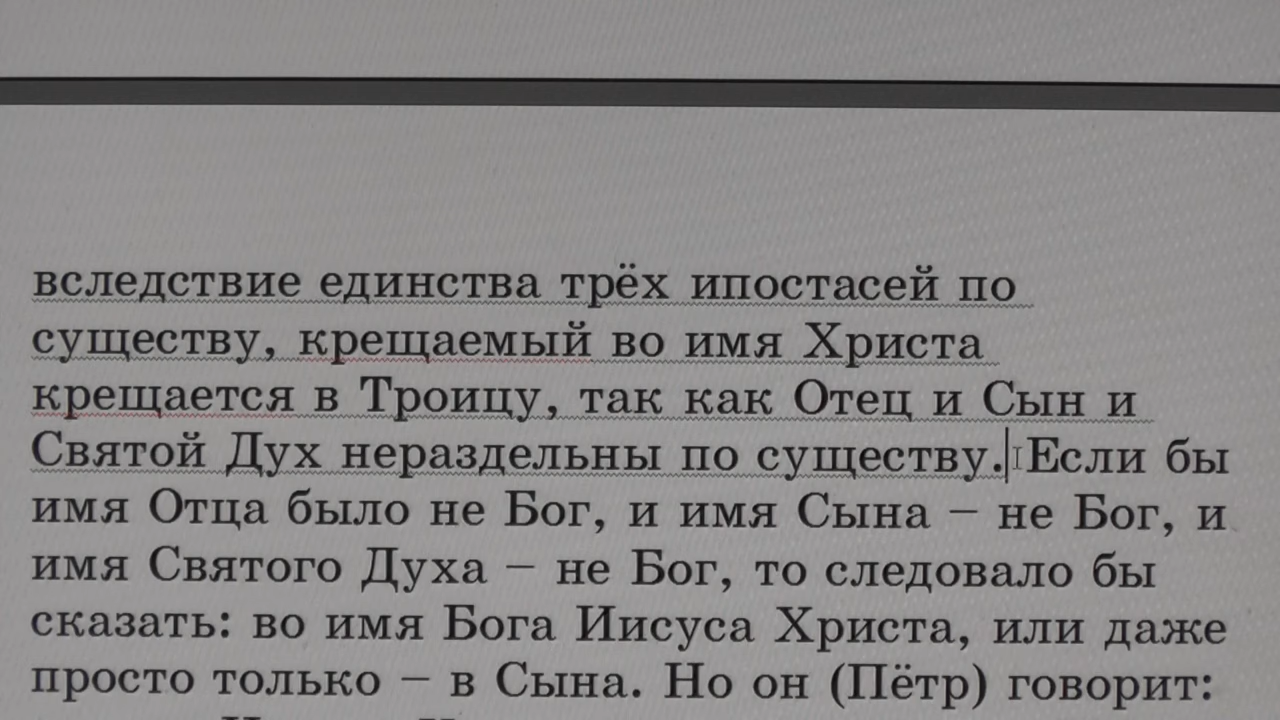 вследствие единства трёх ипостасей по
существу, крещаемый во имя Христа
крещается в Троицу, так как Отец и Сын и
Святой Дух нераздельны по существу. Если бы
имя Отца было не Бог, и имя Сына – не Бог, и
имя Святого Духа – не Бог, то следовало бы
сказать: во имя Бога Иисуса Христа, или даже
просто только – в Сына. Но он (Пётр) говорит: